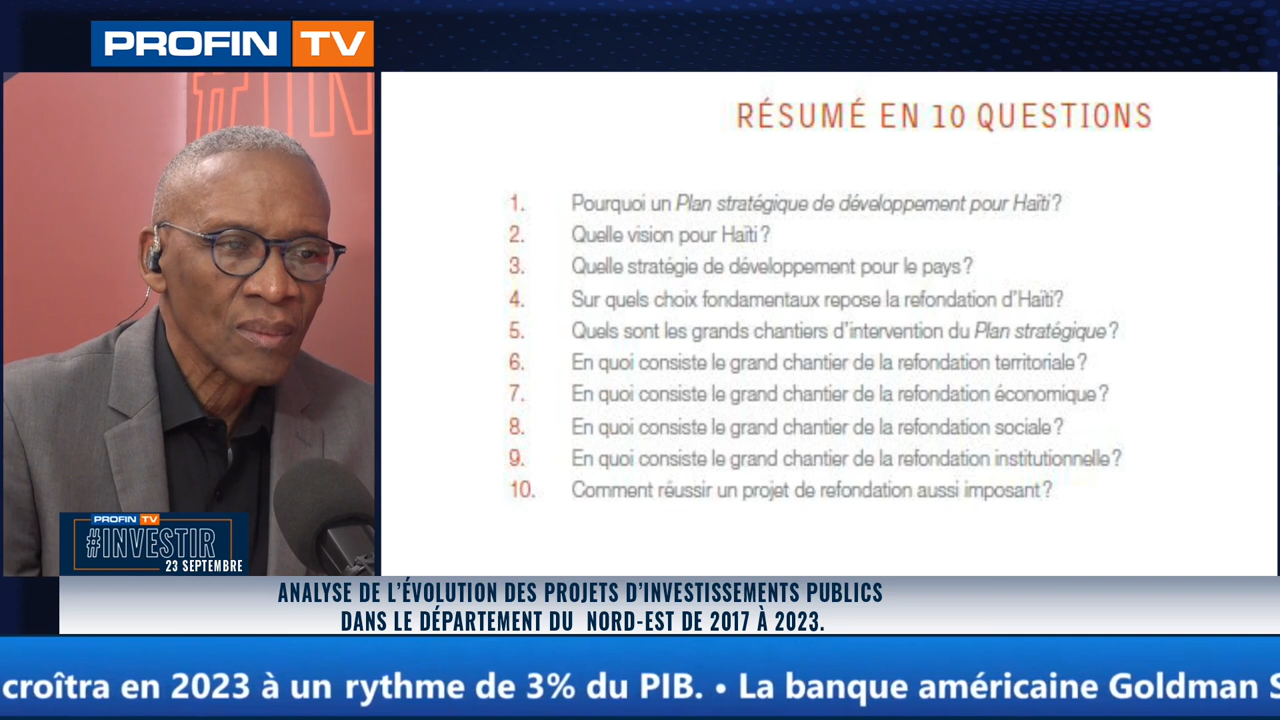 PROFIN TV
#IN
RÉSUMÉ EN 10 QUESTIONS
1. Pourquoi un Plan stratégique de développement pour Haïti ?
2. Quelle vision pour Haïti ?
3. Quelle stratégie de développement pour le pays ?
4. Sur quels choix fondamentaux repose la refondation d'Haïti?
5. Quels sont les grands chantiers d'intervention du Plan stratégique ?
6. En quoi consiste le grand chantier de la refondation territoriale ?
7. En quoi consiste le grand chantier de la refondation économique ?
8. En quoi consiste le grand chantier de la refondation sociale ?
9. En quoi consiste le grand chantier de la refondation institutionnelle ?
10. Comment réussir un projet de refondation aussi imposant ?
PROFIN TV
#INVESTIR
23 SEPTEMBRE
ANALYSE DE L'ÉVOLUTION DES PROJETS D'INVESTISSEMENTS PUBLICS
DANS LE DÉPARTEMENT DU NORD-EST DE 2017 À 2023.
croîtra en 2023 à un rythme de 3% du PIB. • La banque américaine Goldman S